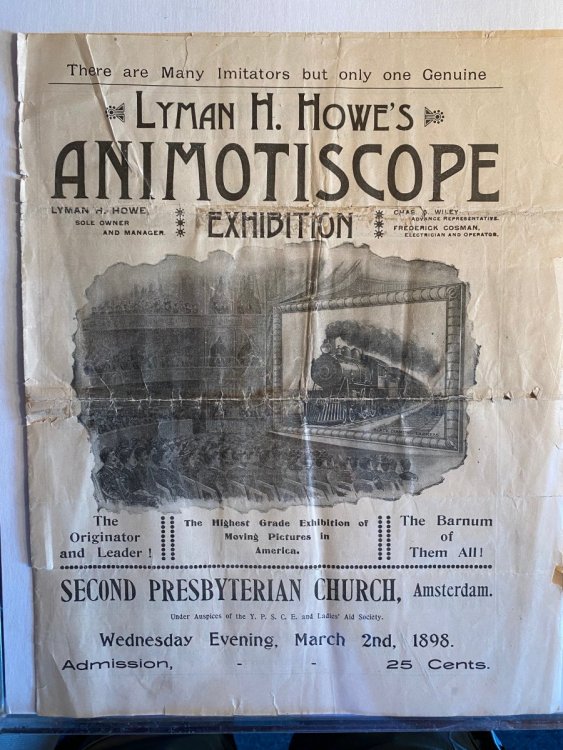 There are Many Imitators but only one Genuine
LYMAN H. HOWE'S
ANIMOTISCOPE
EXHIBITION
LYMAN H. HOWE,
SOLE OWNER
AND MANAGER.
CHAS. WILEY
ADVANCE REPRESENTATIVE.
FREDERICK COSMAN,
ELECTRICIAN AND OPERATOR.
The
Originator
and Leader!
The Highest Grade Exhibition of
Moving Pictures in
America.
The Barnum
of
Them All!
SECOND PRESBYTERIAN CHURCH, Amsterdam.
Under Auspices of the Y. P. S. C. E. and Ladies' Aid Society.
Wednesday Evening, March 2nd, 1898.
Admission, - - 25 Cents.